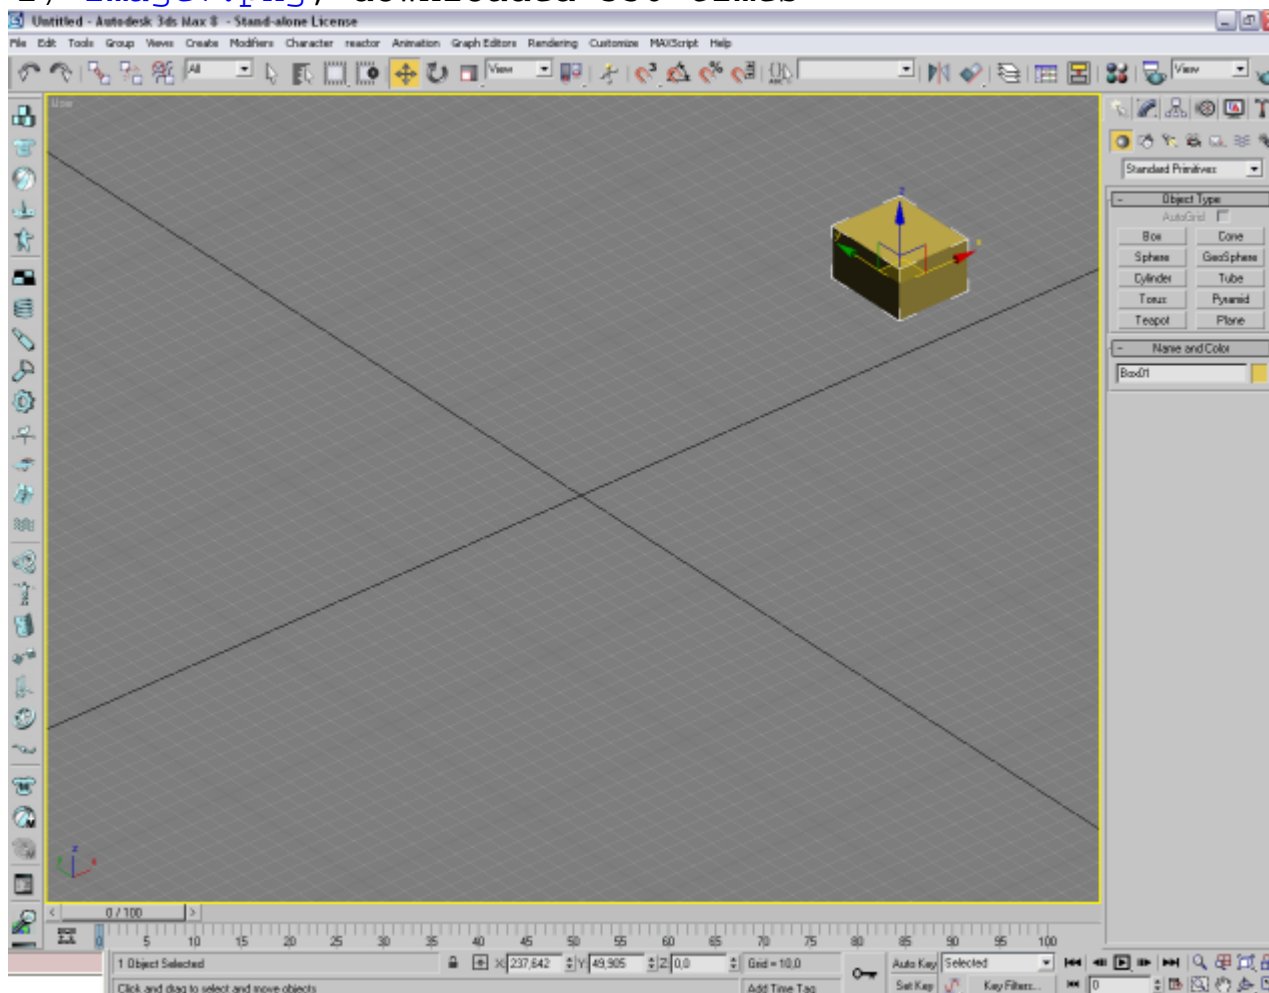 Untitled - Autodesk 3ds Max 8 - Stand-alone License
File Edit Tools Group Views Create Modifiers Character reactor Animation Graph Editors Rendering Customize MAXScript Help
All View View
User
Standard Primitives
- Object Type
AutoGrid
Box Cone
Sphere GeoSphere
Cylinder Tube
Torus Pyramid
Teapot Plane
- Name and Color
Box01
z
y x
z
x
< 0 / 100 >
0 5 10 15 20 25 30 35 40 45 50 55 60 65 70 75 80 85 90 95 100
1 Object Selected X: 237,642 Y: 49,905 Z: 0,0 Grid = 10,0 Auto Key Selected
Click and drag to select and move objects Add Time Tag Set Key Key Filters... 0